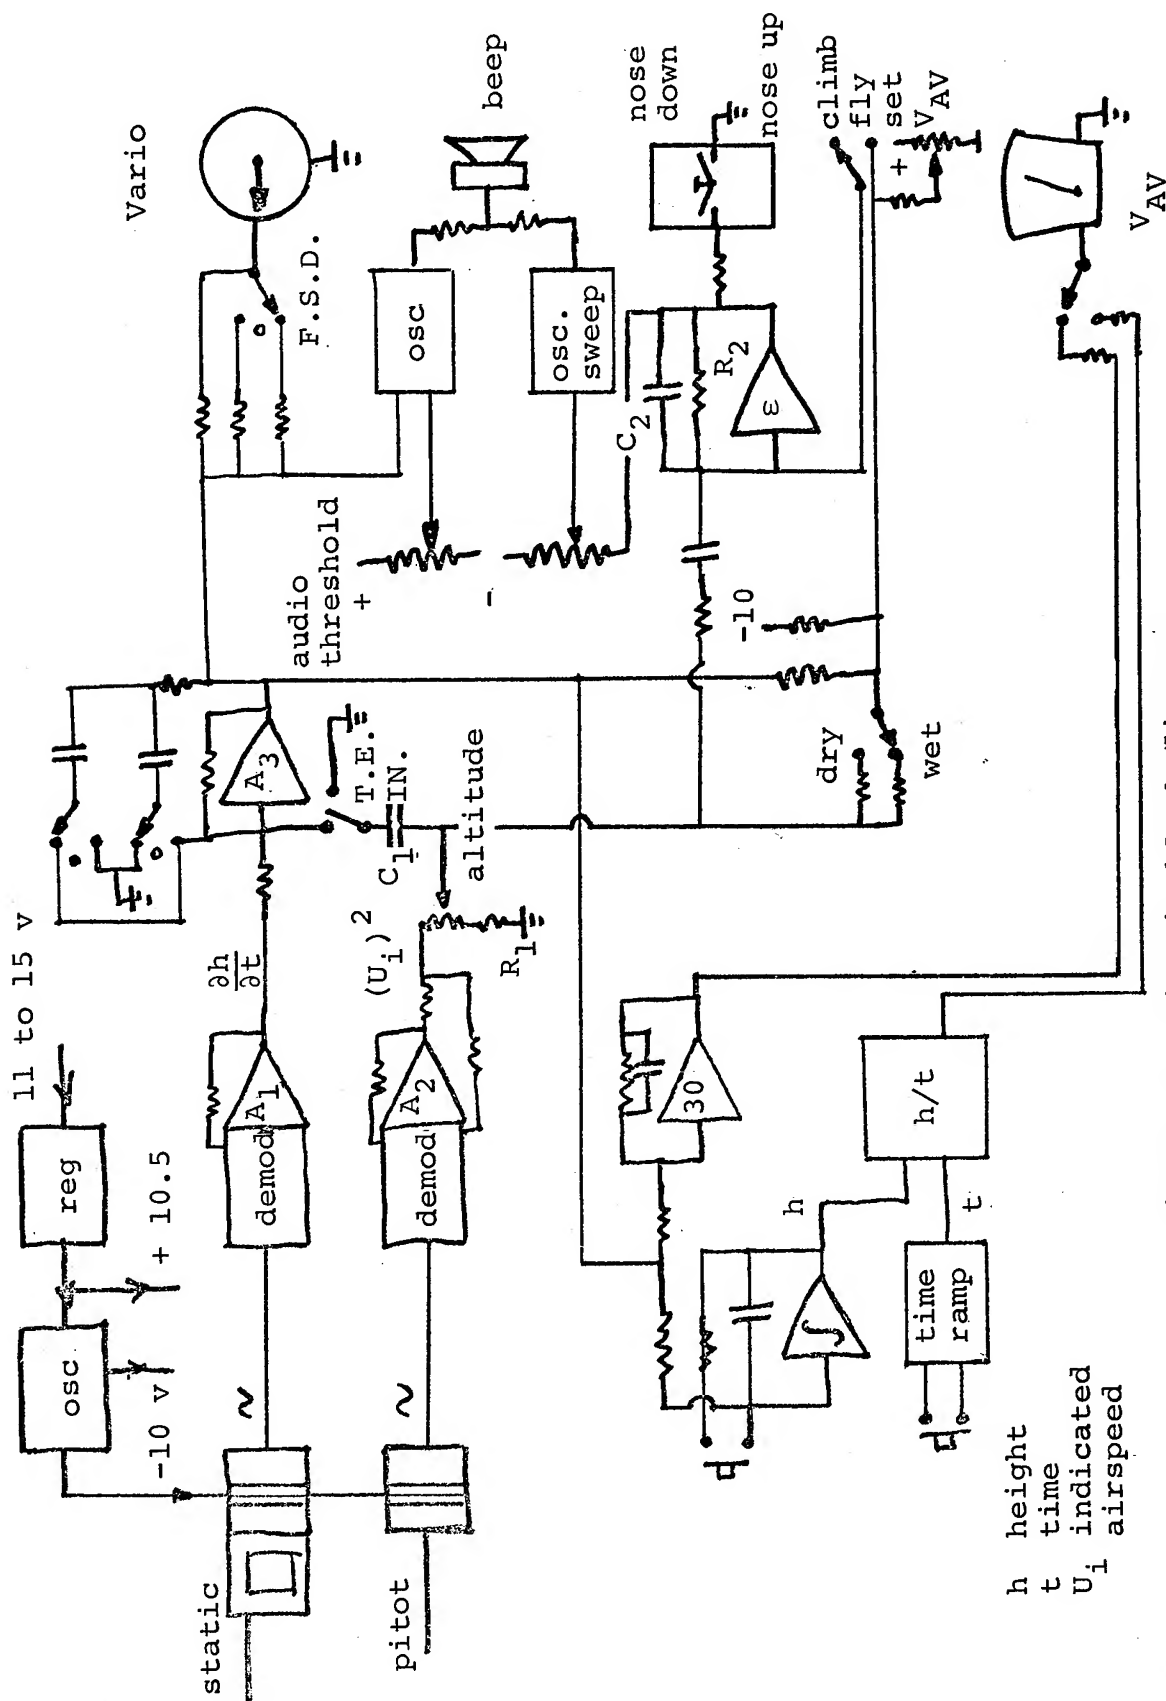 11 to 15 v
reg
+ 10.5
osc
-10 v
static
pitot
∼
∼
demod
A1
demod
A2
∂h
∂t
(Ui)2
R1
A3
T.E.
C1
IN.
altitude
Vario
F.S.D.
audio
threshold
+
-
osc
beep
osc.
sweep
C2
R2
ε
nose
down
nose up
climb
fly
set
VAV
+
-10
dry
wet
VAV
30
∫
h
h/t
t
time
ramp
h height
t time
Ui indicated
airspeed